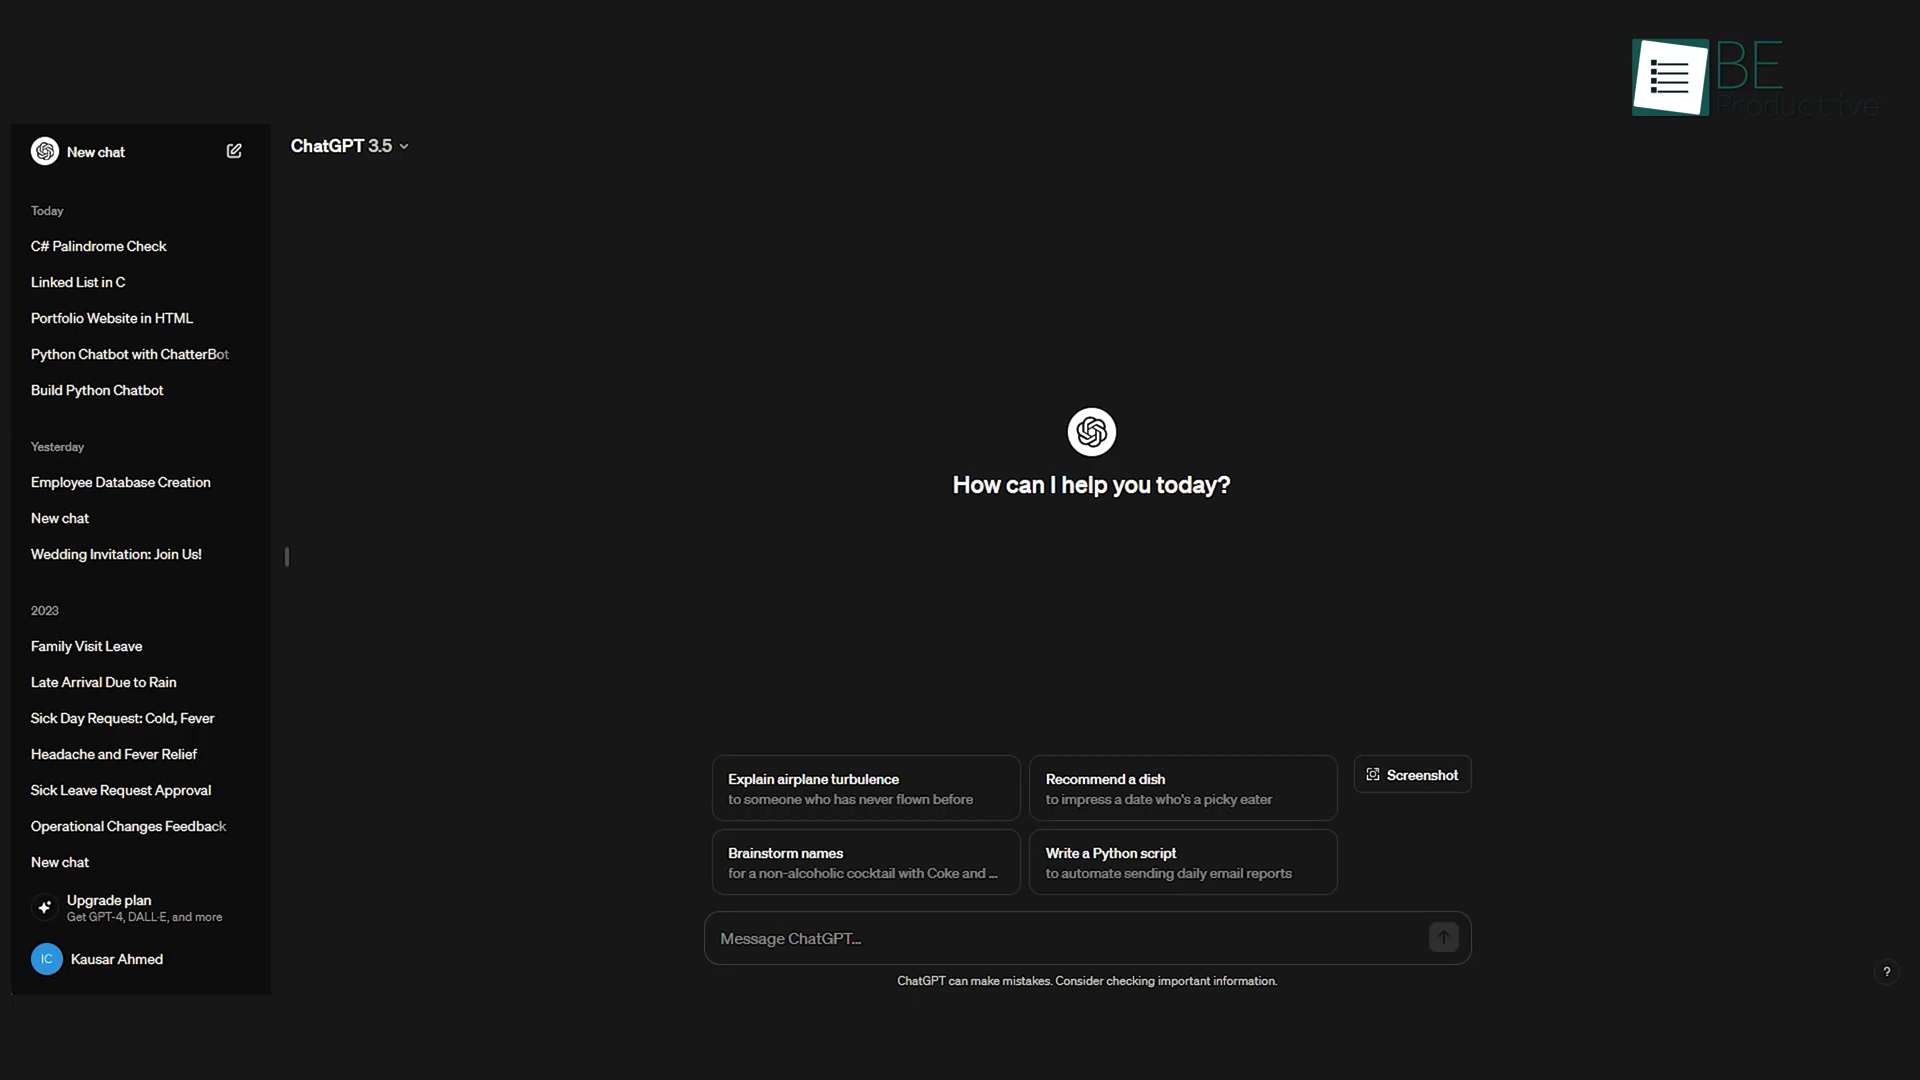 BE
Productive
New chat
ChatGPT 3.5
Today
C# Palindrome Check
Linked List in C
Portfolio Website in HTML
Python Chatbot with ChatterBot
Build Python Chatbot
Yesterday
Employee Database Creation
New chat
Wedding Invitation: Join Us!
2023
Family Visit Leave
Late Arrival Due to Rain
Sick Day Request: Cold, Fever
Headache and Fever Relief
Sick Leave Request Approval
Operational Changes Feedback
New chat
Upgrade plan
Get GPT-4, DALL·E, and more
IC
Kausar Ahmed
How can I help you today?
Explain airplane turbulence
to someone who has never flown before
Recommend a dish
to impress a date who's a picky eater
Screenshot
Brainstorm names
for a non-alcoholic cocktail with Coke and ...
Write a Python script
to automate sending daily email reports
Message ChatGPT...
ChatGPT can make mistakes. Consider checking important information.
?